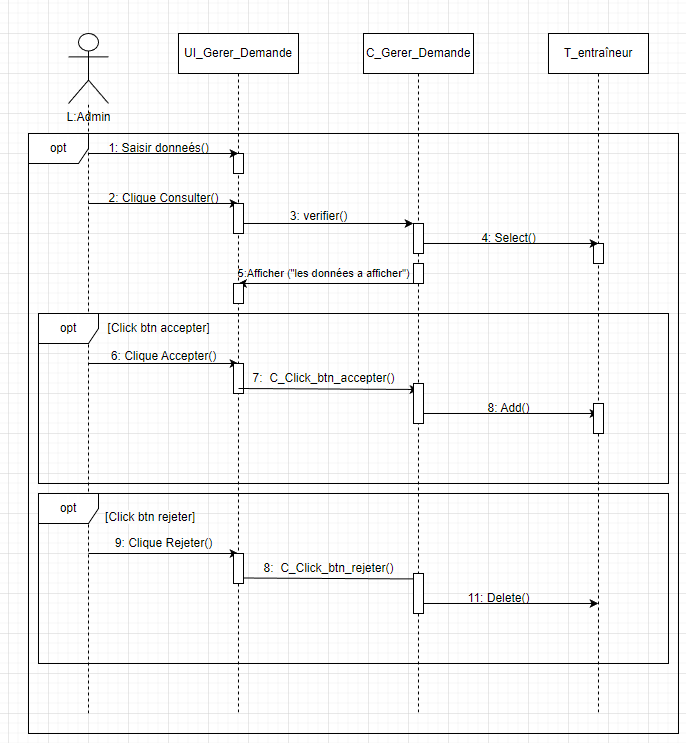 UI_Gerer_Demande
C_Gerer_Demande
T_entraîneur
L:Admin
opt
1: Saisir donneés()
2: Clique Consulter()
3: verifier()
4: Select()
5:Afficher ("les données a afficher")
opt
[Click btn accepter]
6: Clique Accepter()
7: C_Click_btn_accepter()
8: Add()
opt
[Click btn rejeter]
9: Clique Rejeter()
8: C_Click_btn_rejeter()
11: Delete()